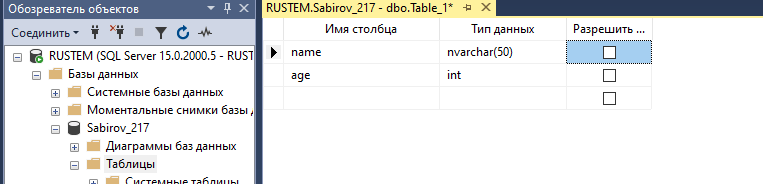 Обозреватель объектов
Соединить
RUSTEM (SQL Server 15.0.2000.5 - RUST
Базы данных
Системные базы данных
Моментальные снимки базы д
Sabirov_217
Диаграммы баз данных
Таблицы
Системные таблицы
RUSTEM.Sabirov_217 - dbo.Table_1*
Имя столбца Тип данных Разрешить ...
name nvarchar(50)
age int